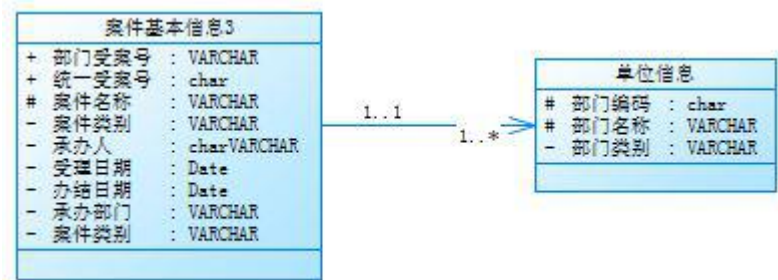 案件基本信息3
+ 部门受案号 : VARCHAR
+ 统一受案号 : char
# 案件名称 : VARCHAR
- 案件类别 : VARCHAR
- 承办人 : charVARCHAR
- 受理日期 : Date
- 办结日期 : Date
- 承办部门 : VARCHAR
- 案件类别 : VARCHAR
1..1
1..*
单位信息
# 部门编码 : char
# 部门名称 : VARCHAR
- 部门类别 : VARCHAR